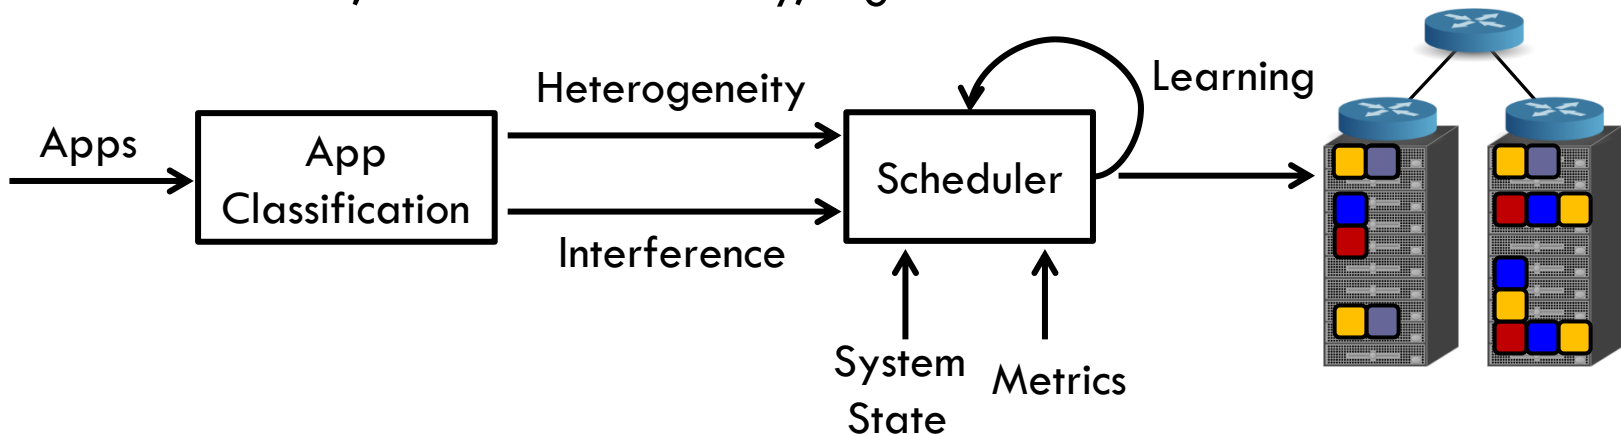 Apps
App
Classification
Heterogeneity
Interference
Scheduler
Learning
System
State
Metrics